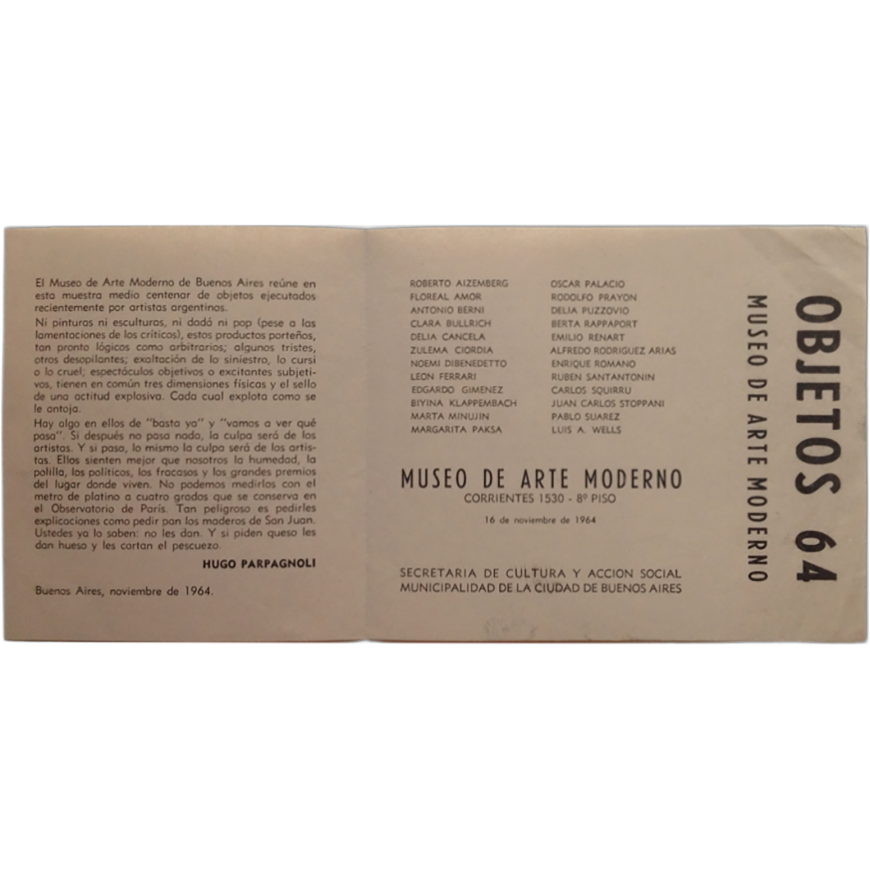 El Museo de Arte Moderno de Buenos Aires reúne en
esta muestra medio centenar de objetos ejecutados
recientemente por artistas argentinos.
Ni pinturas ni esculturas, ni dadá ni pop (pese a las
lamentaciones de los críticos), estos productos porteños,
tan pronto lógicos como arbitrarios; algunos tristes,
otros desopilantes; exaltación de lo siniestro, lo cursi
o lo cruel; espectáculos objetivos o excitantes subjeti-
vos, tienen en común tres dimensiones físicas y el sello
de una actitud explosiva. Cada cual explota como se
le antoja.
Hay algo en ellos de "basta ya" y "vamos a ver qué
pasa". Si después no pasa nada, la culpa será de los
artistas. Y si pasa, lo mismo la culpa será de los artis-
tas. Ellos sienten mejor que nosotros la humedad, la
polilla, los políticos, los fracasos y los grandes premios
del lugar donde viven. No podemos medirlos con el
metro de platino a cuatro grados que se conserva en
el Observatorio de París. Tan peligroso es pedirles
explicaciones como pedir pan los maderos de San Juan.
Ustedes ya lo saben: no les dan. Y si piden queso les
dan hueso y les cortan el pescuezo.
HUGO PARPAGNOLI
Buenos Aires, noviembre de 1964.
ROBERTO AIZEMBERG
FLOREAL AMOR
ANTONIO BERNI
CLARA BULLRICH
DELIA CANCELA
ZULEMA CIORDIA
NOEMI DIBENEDETTO
LEON FERRARI
EDGARDO GIMENEZ
BIYINA KLAPPEMBACH
MARTA MINUJIN
MARGARITA PAKSA
OSCAR PALACIO
RODOLFO PRAYON
DELIA PUZZOVIO
BERTA RAPPAPORT
EMILIO RENART
ALFREDO RODRIGUEZ ARIAS
ENRIQUE ROMANO
RUBEN SANTANTONIN
CARLOS SQUIRRU
JUAN CARLOS STOPPANI
PABLO SUAREZ
LUIS A. WELLS
MUSEO DE ARTE MODERNO
CORRIENTES 1530 - 8º PISO
16 de noviembre de 1964
SECRETARIA DE CULTURA Y ACCION SOCIAL
MUNICIPALIDAD DE LA CIUDAD DE BUENOS AIRES
OBJETOS 64
MUSEO DE ARTE MODERNO